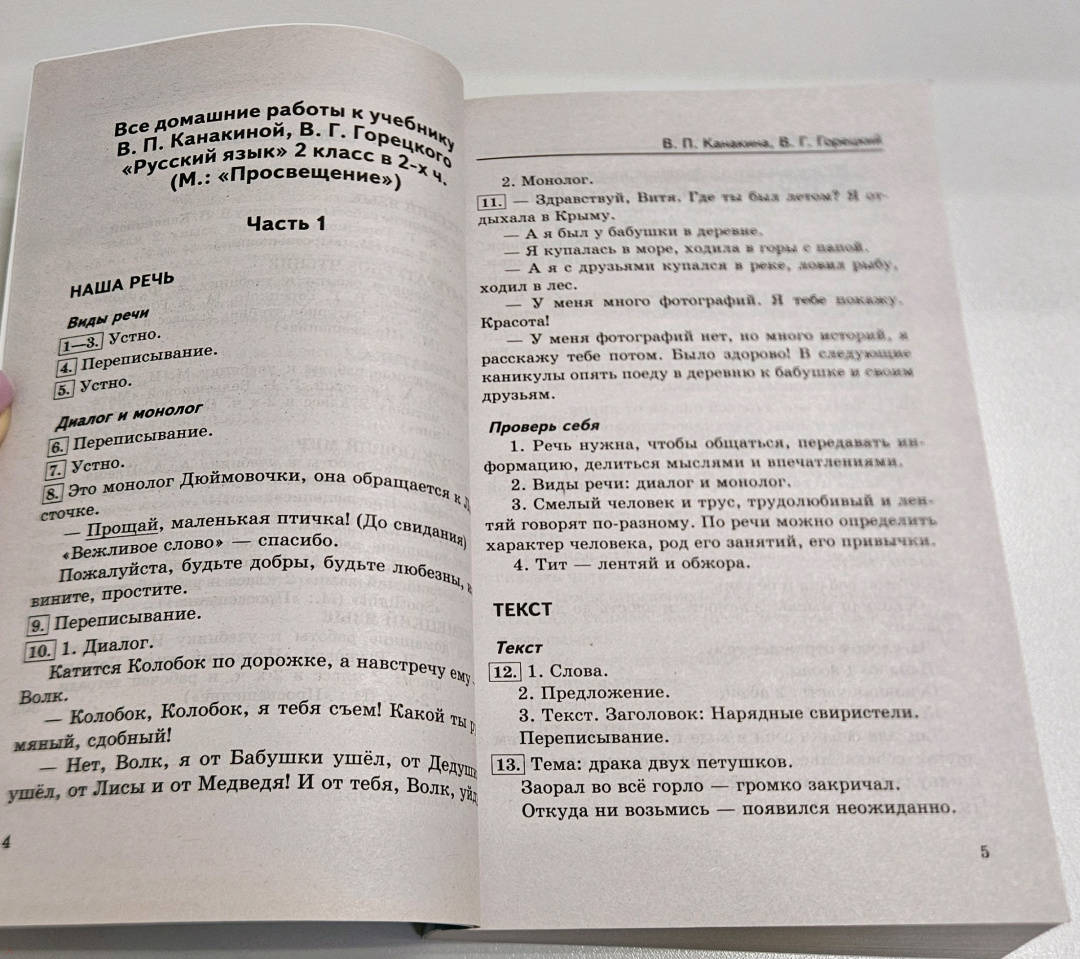 Все домашние работы к учебнику
В. П. Канакиной, В. Г. Горецкого
«Русский язык» 2 класс в 2-х ч.
(М.: «Просвещение»)
Часть 1
НАША РЕЧЬ
Виды речи
1—3. Устно.
4. Переписывание.
5. Устно.
Диалог и монолог
6. Переписывание.
7. Устно.
8. Это монолог Дюймовочки, она обращается к
сточке.
— Прощай, маленькая птичка! (До свидания)
«Вежливое слово» — спасибо.
Пожалуйста, будьте добры, будьте любезны,
вините, простите.
9. Переписывание.
10. 1. Диалог.
Катится Колобок по дорожке, а навстречу ему
Волк.
— Колобок, Колобок, я тебя съем! Какой ты
мяный, сдобный!
— Нет, Волк, я от Бабушки ушёл, от
ушёл, от Лисы и от Медведя! И от тебя, Волк,
4
В. П. Канакина, В. Г. Горецкий
2. Монолог.
11. — Здравствуй, Витя. Где ты был летом? Я от-
дыхала в Крыму.
— А я был у бабушки в деревне.
— Я купалась в море, ходила в горы с папой.
— А я с друзьями купался в реке, ловил рыбу,
ходил в лес.
— У меня много фотографий. Я тебе покажу.
Красота!
— У меня фотографий нет, но много историй, я
расскажу тебе потом. Было здорово! В следующие
каникулы опять поеду в деревню к бабушке и своим
друзьям.
Проверь себя
1. Речь нужна, чтобы общаться, передавать ин-
формацию, делиться мыслями и впечатлениями.
2. Виды речи: диалог и монолог.
3. Смелый человек и трус, трудолюбивый и лен-
тяй говорят по-разному. По речи можно определить
характер человека, род его занятий, его привычки.
4. Тит — лентяй и обжора.
ТЕКСТ
Текст
12. 1. Слова.
2. Предложение.
3. Текст. Заголовок: Нарядные свиристели.
Переписывание.
13. Тема: драка двух петушков.
Заорал во всё горло — громко закричал.
Откуда ни возьмись — появился неожиданно.
5